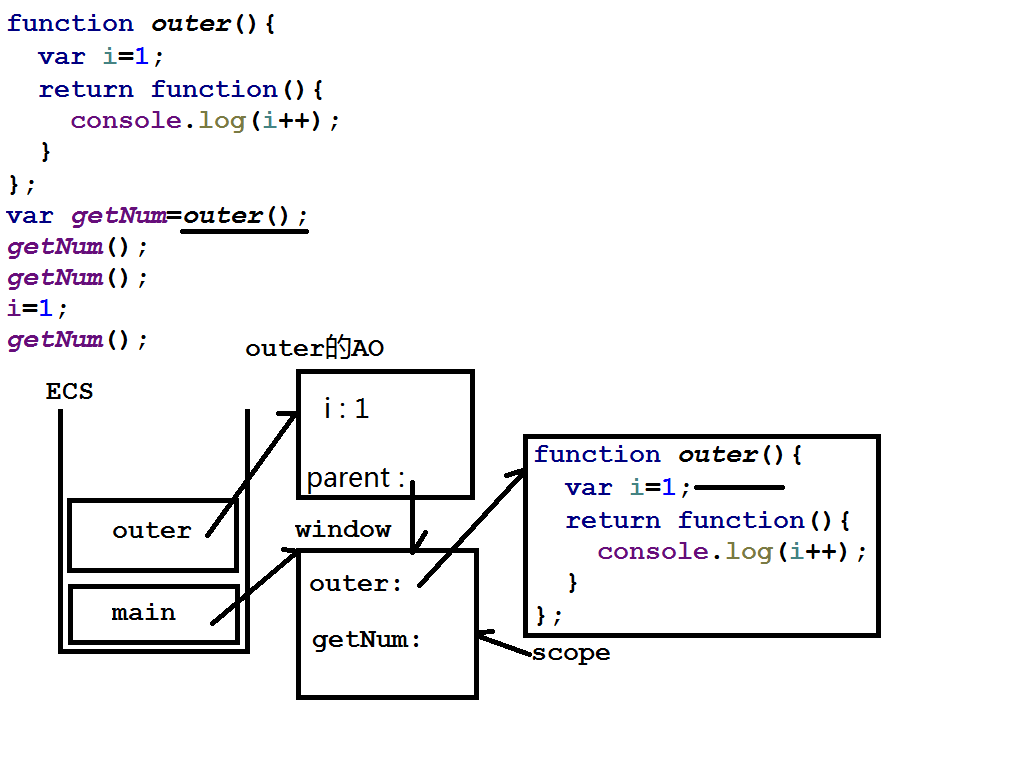 function outer(){
  var i=1;
  return function(){
    console.log(i++);
  }
};
var getNum=outer();
getNum();
getNum();
i=1;
getNum();
outer的AO
ECS
i : 1
parent :
outer
main
window
outer:
getNum:
function outer(){
  var i=1;
  return function(){
    console.log(i++);
  }
};
scope